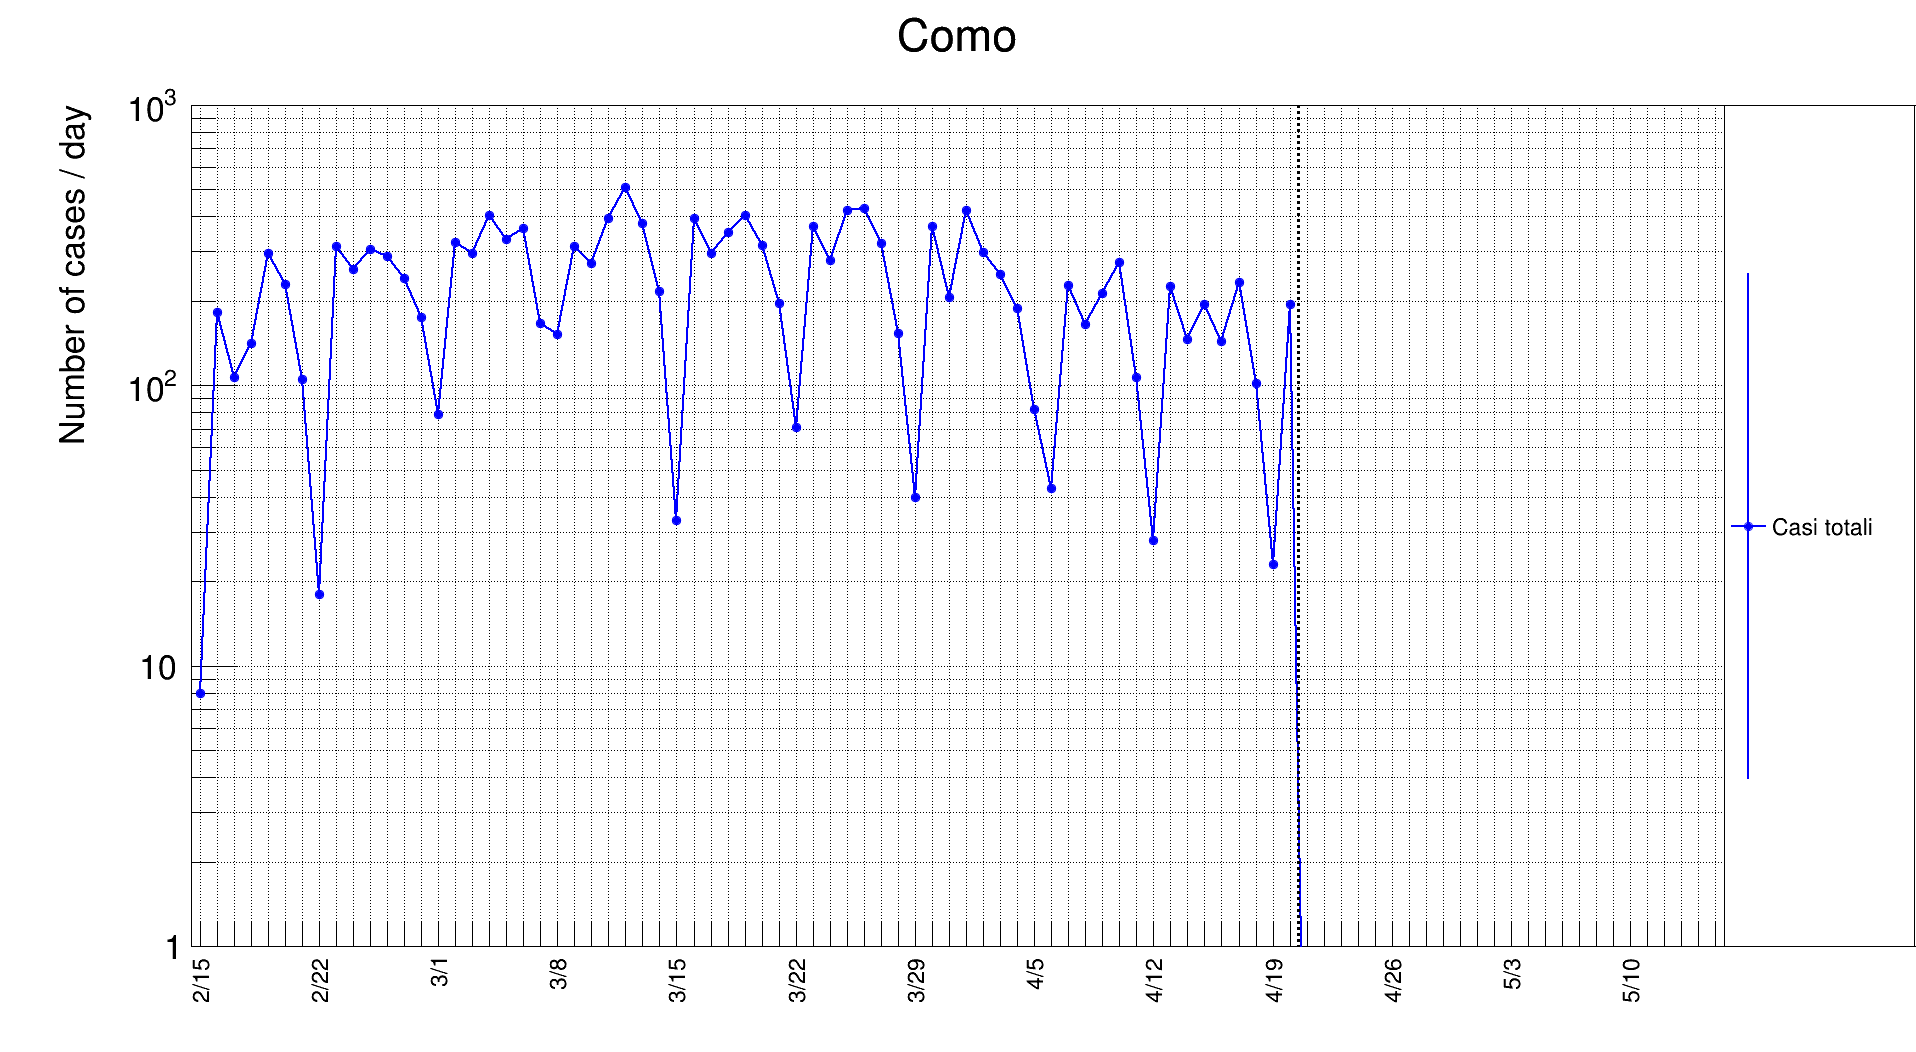 Como
Number of cases / day
10³
10²
10
1
2/15 2/22 3/1 3/8 3/15 3/22 3/29 4/5 4/12 4/19 4/26 5/3 5/10
Casi totali